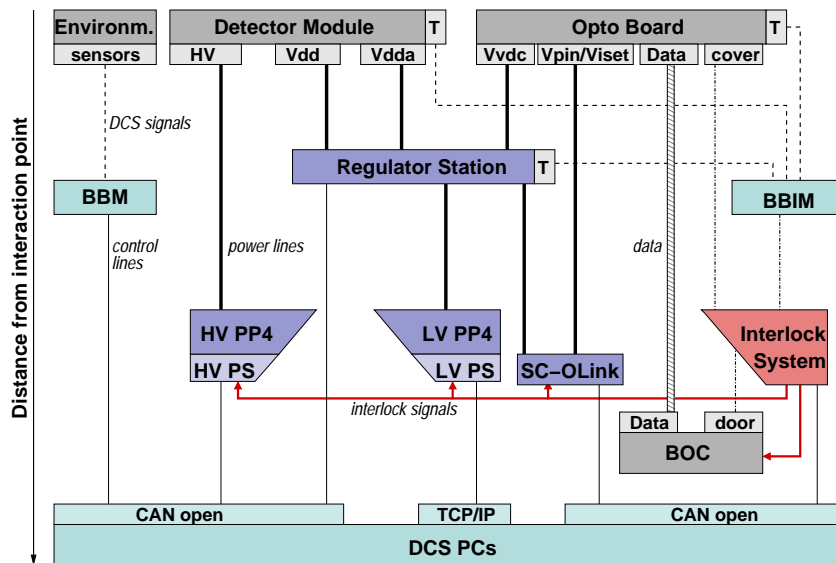 Environm.
Detector Module
T
Opto Board
T
sensors
HV
Vdd
Vdda
Vvdc
Vpin/Viset
Data
cover
DCS signals
Regulator Station
T
BBM
BBIM
control
lines
power lines
data
Distance from interaction point
HV PP4
LV PP4
Interlock
System
HV PS
LV PS
SC−OLink
interlock signals
Data
door
BOC
CAN open
TCP/IP
CAN open
DCS PCs